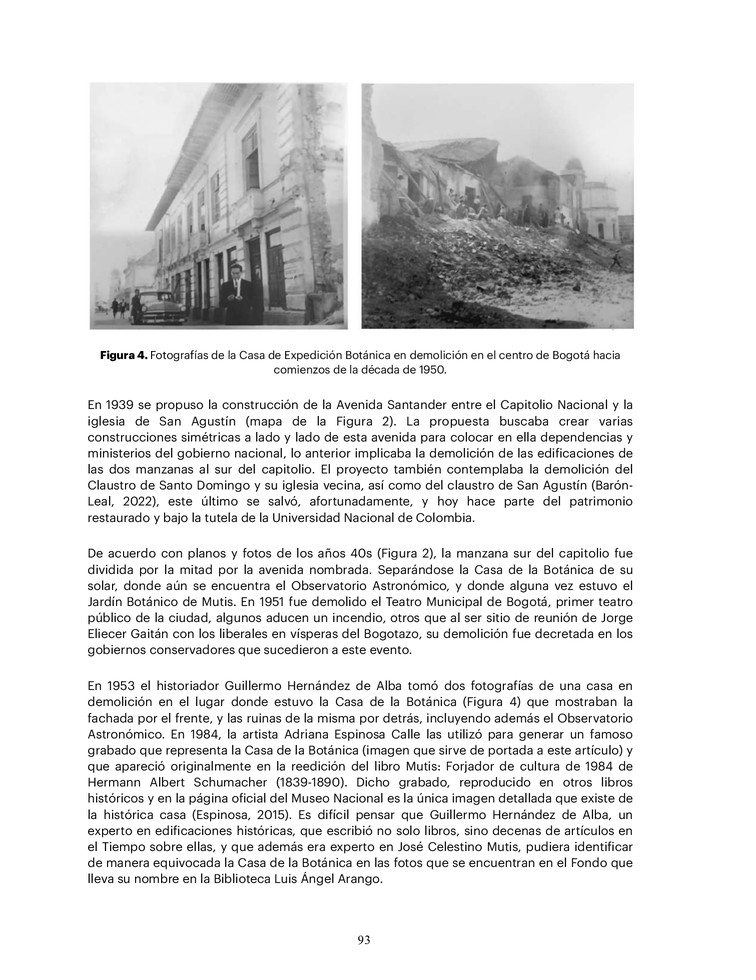 Figura 4. Fotografías de la Casa de Expedición Botánica en demolición en el centro de Bogotá hacia
comienzos de la década de 1950.
En 1939 se propuso la construcción de la Avenida Santander entre el Capitolio Nacional y la
iglesia de San Agustín (mapa de la Figura 2). La propuesta buscaba crear varias
construcciones simétricas a lado y lado de esta avenida para colocar en ella dependencias y
ministerios del gobierno nacional, lo anterior implicaba la demolición de las edificaciones de
las dos manzanas al sur del capitolio. El proyecto también contemplaba la demolición del
Claustro de Santo Domingo y su iglesia vecina, así como del claustro de San Agustín (Barón-
Leal, 2022), este último se salvó, afortunadamente, y hoy hace parte del patrimonio
restaurado y bajo la tutela de la Universidad Nacional de Colombia.
De acuerdo con planos y fotos de los años 40s (Figura 2), la manzana sur del capitolio fue
dividida por la mitad por la avenida nombrada. Separándose la Casa de la Botánica de su
solar, donde aún se encuentra el Observatorio Astronómico, y donde alguna vez estuvo el
Jardín Botánico de Mutis. En 1951 fue demolido el Teatro Municipal de Bogotá, primer teatro
público de la ciudad, algunos aducen un incendio, otros que al ser sitio de reunión de Jorge
Eliecer Gaitán con los liberales en vísperas del Bogotazo, su demolición fue decretada en los
gobiernos conservadores que sucedieron a este evento.
En 1953 el historiador Guillermo Hernández de Alba tomó dos fotografías de una casa en
demolición en el lugar donde estuvo la Casa de la Botánica (Figura 4) que mostraban la
fachada por el frente, y las ruinas de la misma por detrás, incluyendo además el Observatorio
Astronómico. En 1984, la artista Adriana Espinosa Calle las utilizó para generar un famoso
grabado que representa la Casa de la Botánica (imagen que sirve de portada a este artículo) y
que apareció originalmente en la reedición del libro Mutis: Forjador de cultura de 1984 de
Hermann Albert Schumacher (1839-1890). Dicho grabado, reproducido en otros libros
históricos y en la página oficial del Museo Nacional es la única imagen detallada que existe de
la histórica casa (Espinosa, 2015). Es difícil pensar que Guillermo Hernández de Alba, un
experto en edificaciones históricas, que escribió no solo libros, sino decenas de artículos en
el Tiempo sobre ellas, y que además era experto en José Celestino Mutis, pudiera identificar
de manera equivocada la Casa de la Botánica en las fotos que se encuentran en el Fondo que
lleva su nombre en la Biblioteca Luis Ángel Arango.
93